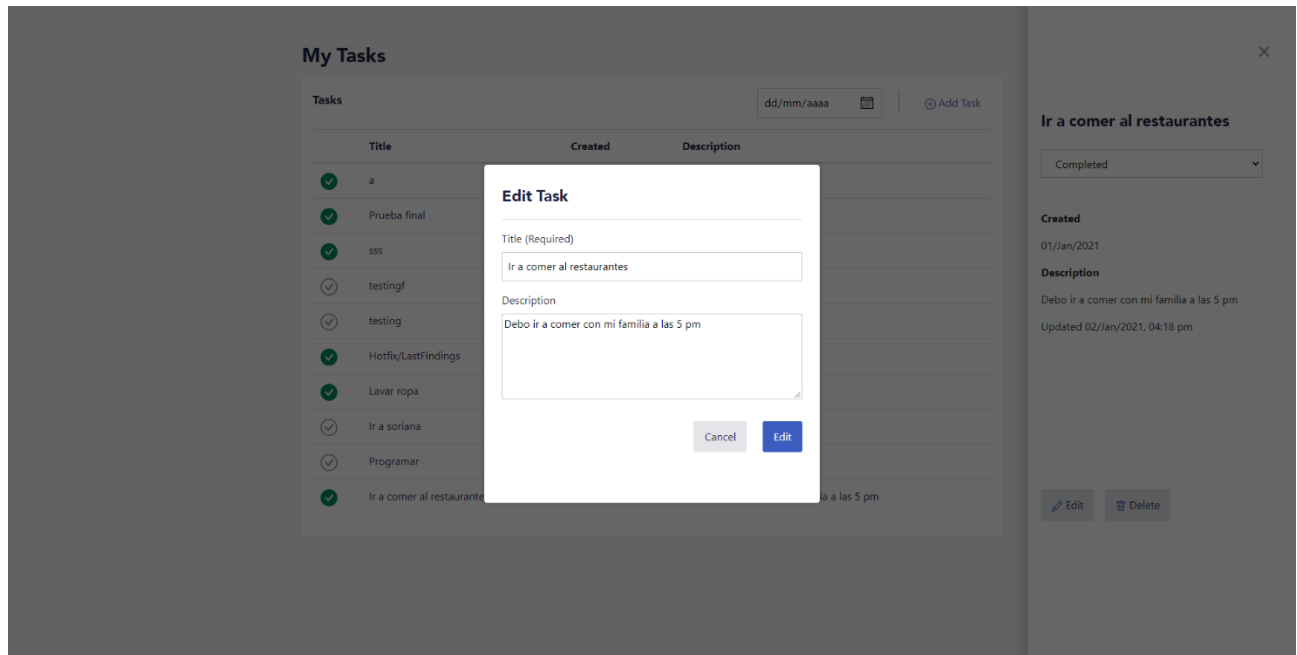 My Tasks
Tasks
dd/mm/aaaa
Add Task
Title Created Description
a
Prueba final
sss
testingf
testing
Hotfix/LastFindings
Lavar ropa
Ir a soriana
Programar
Ir a comer al restaurante
a las 5 pm
Edit Task
Title (Required)
Ir a comer al restaurantes
Description
Debo ir a comer con mi familia a las 5 pm
Cancel Edit
Ir a comer al restaurantes
Completed
Created
01/Jan/2021
Description
Debo ir a comer con mi familia a las 5 pm
Updated 02/Jan/2021, 04:18 pm
Edit Delete